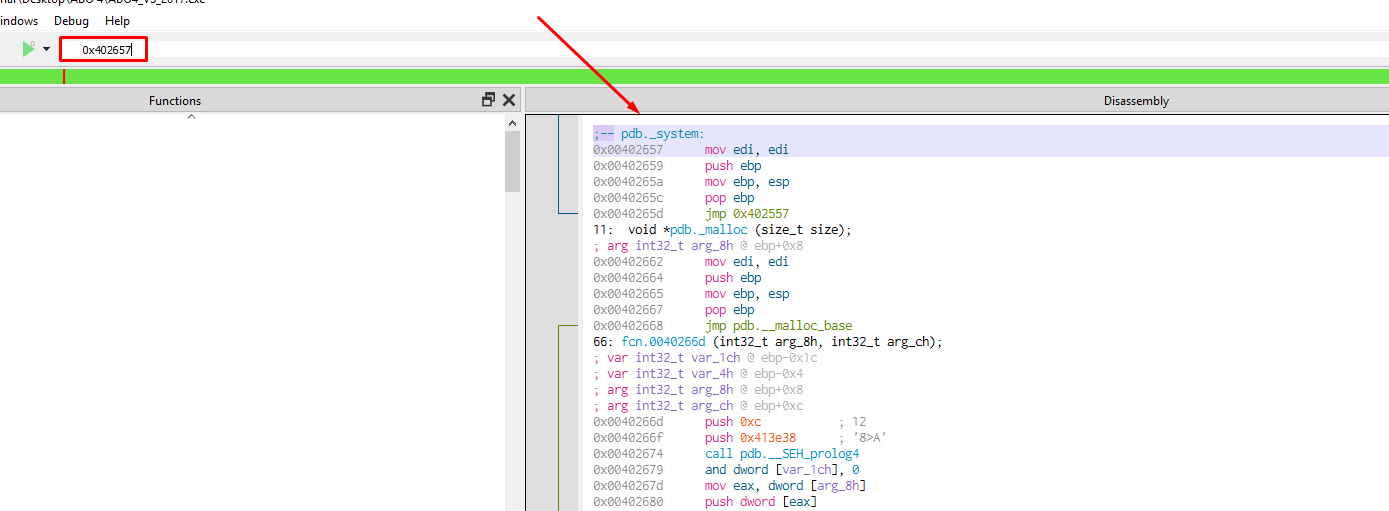 indows Debug Help
0x402657
Functions
Disassembly
;-- pdb._system:
0x00402657 mov edi, edi
0x00402659 push ebp
0x0040265a mov ebp, esp
0x0040265c pop ebp
0x0040265d jmp 0x402557
11: void *pdb._malloc (size_t size);
; arg int32_t arg_8h @ ebp+0x8
0x00402662 mov edi, edi
0x00402664 push ebp
0x00402665 mov ebp, esp
0x00402667 pop ebp
0x00402668 jmp pdb.__malloc_base
66: fcn.0040266d (int32_t arg_8h, int32_t arg_ch);
; var int32_t var_1ch @ ebp-0x1c
; var int32_t var_4h @ ebp-0x4
; arg int32_t arg_8h @ ebp+0x8
; arg int32_t arg_ch @ ebp+0xc
0x0040266d push 0xc ; 12
0x0040266f push 0x413e38 ; '8>A'
0x00402674 call pdb.__SEH_prolog4
0x00402679 and dword [var_1ch], 0
0x0040267d mov eax, dword [arg_8h]
0x00402680 push dword [eax]